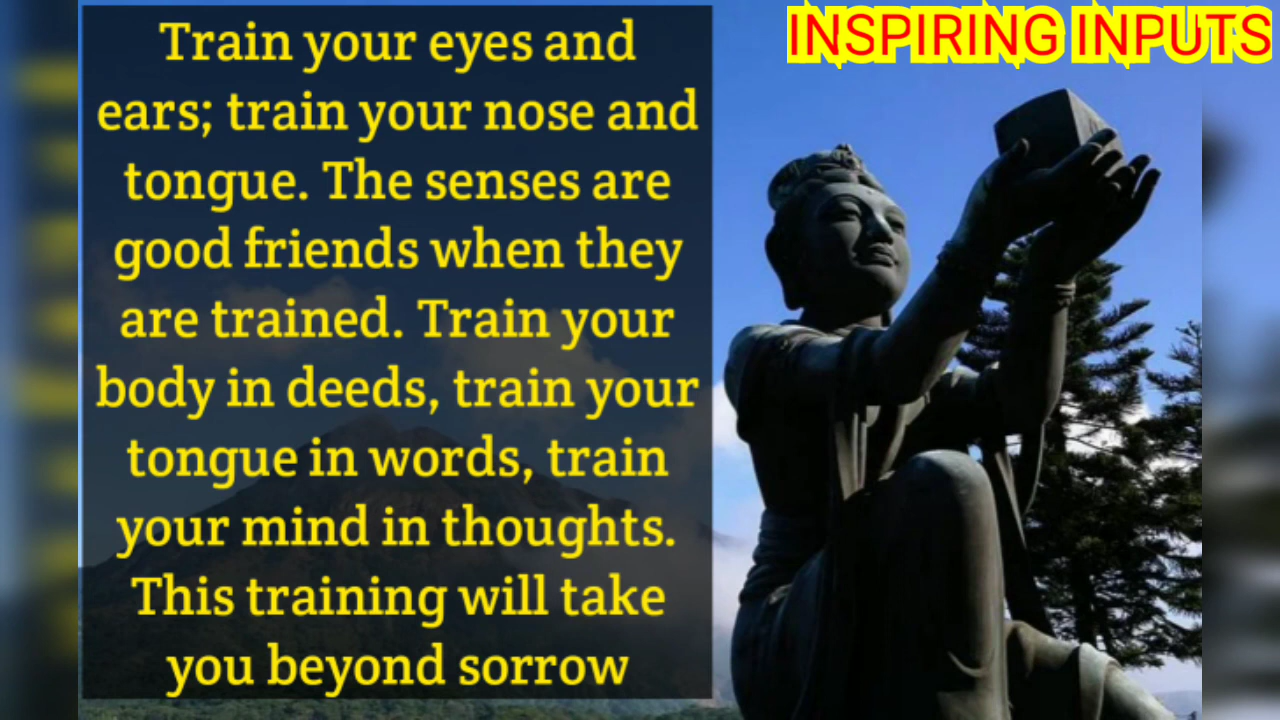 Train your eyes and
ears; train your nose and
tongue. The senses are
good friends when they
are trained. Train your
body in deeds, train your
tongue in words, train
your mind in thoughts.
This training will take
you beyond sorrow
INSPIRING INPUTS